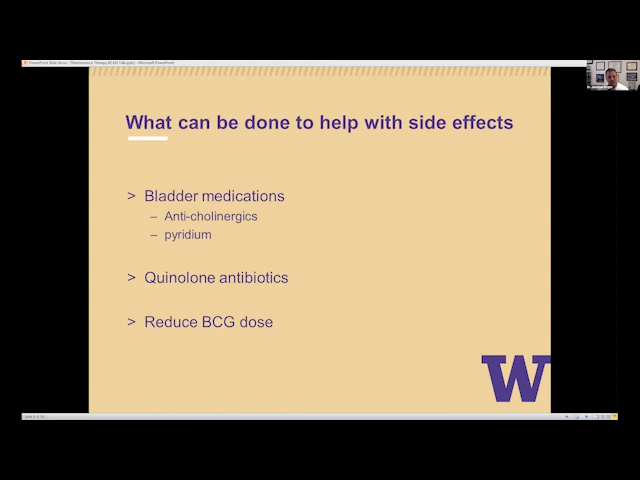 What can be done to help with side effects
> Bladder medications
– Anti-cholinergics
– pyridium
> Quinolone antibiotics
> Reduce BCG dose
W